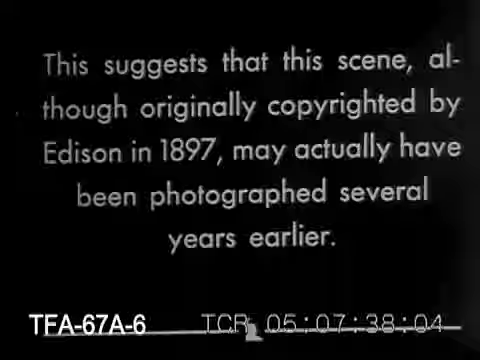 This suggests that this scene, al-
though originally copyrighted by
Edison in 1897, may actually have
been photographed several
years earlier.
TFA-67A-6 TCR 05:07:38:04